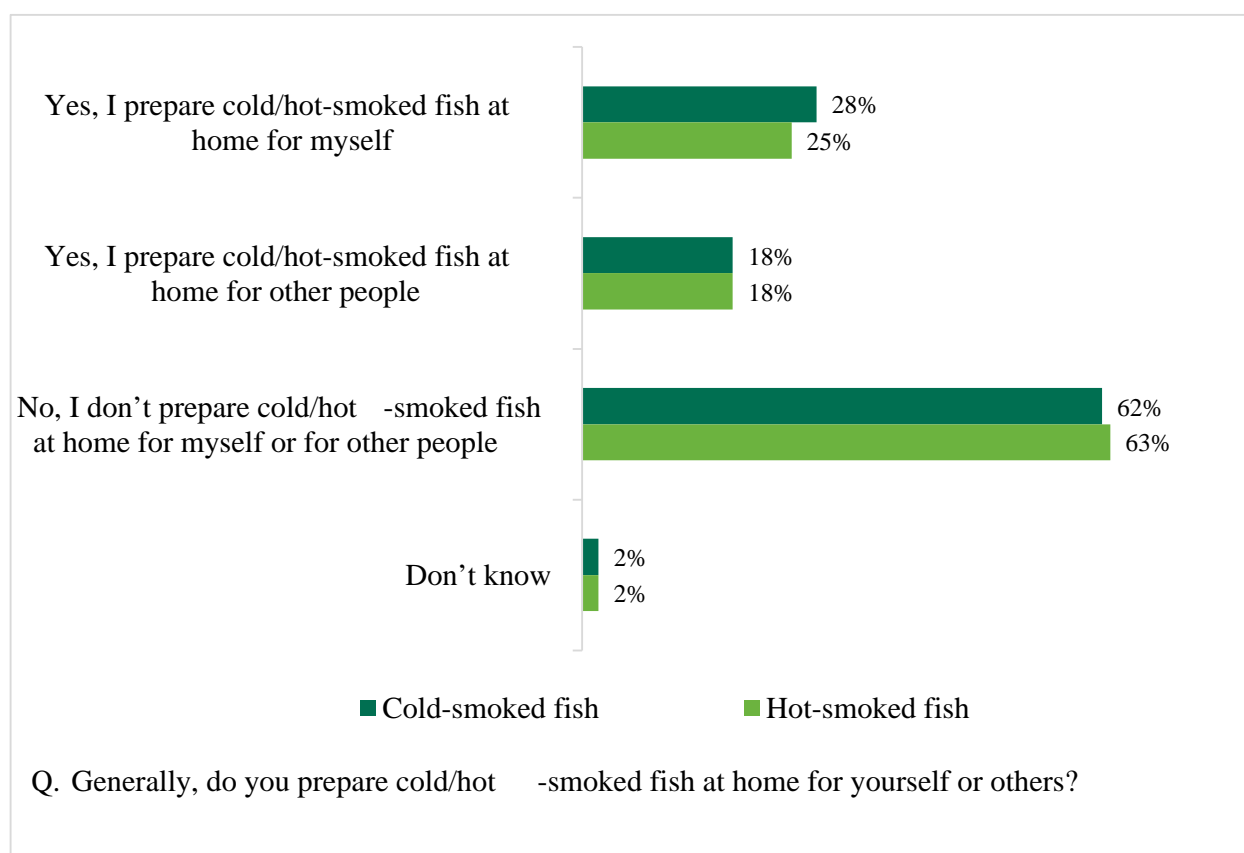 Yes, I prepare cold/hot-smoked fish at
home for myself
28%
25%
Yes, I prepare cold/hot-smoked fish at
home for other people
18%
18%
No, I don’t prepare cold/hot -smoked fish
at home for myself or for other people
62%
63%
Don’t know
2%
2%
Cold-smoked fish Hot-smoked fish
Q. Generally, do you prepare cold/hot -smoked fish at home for yourself or others?